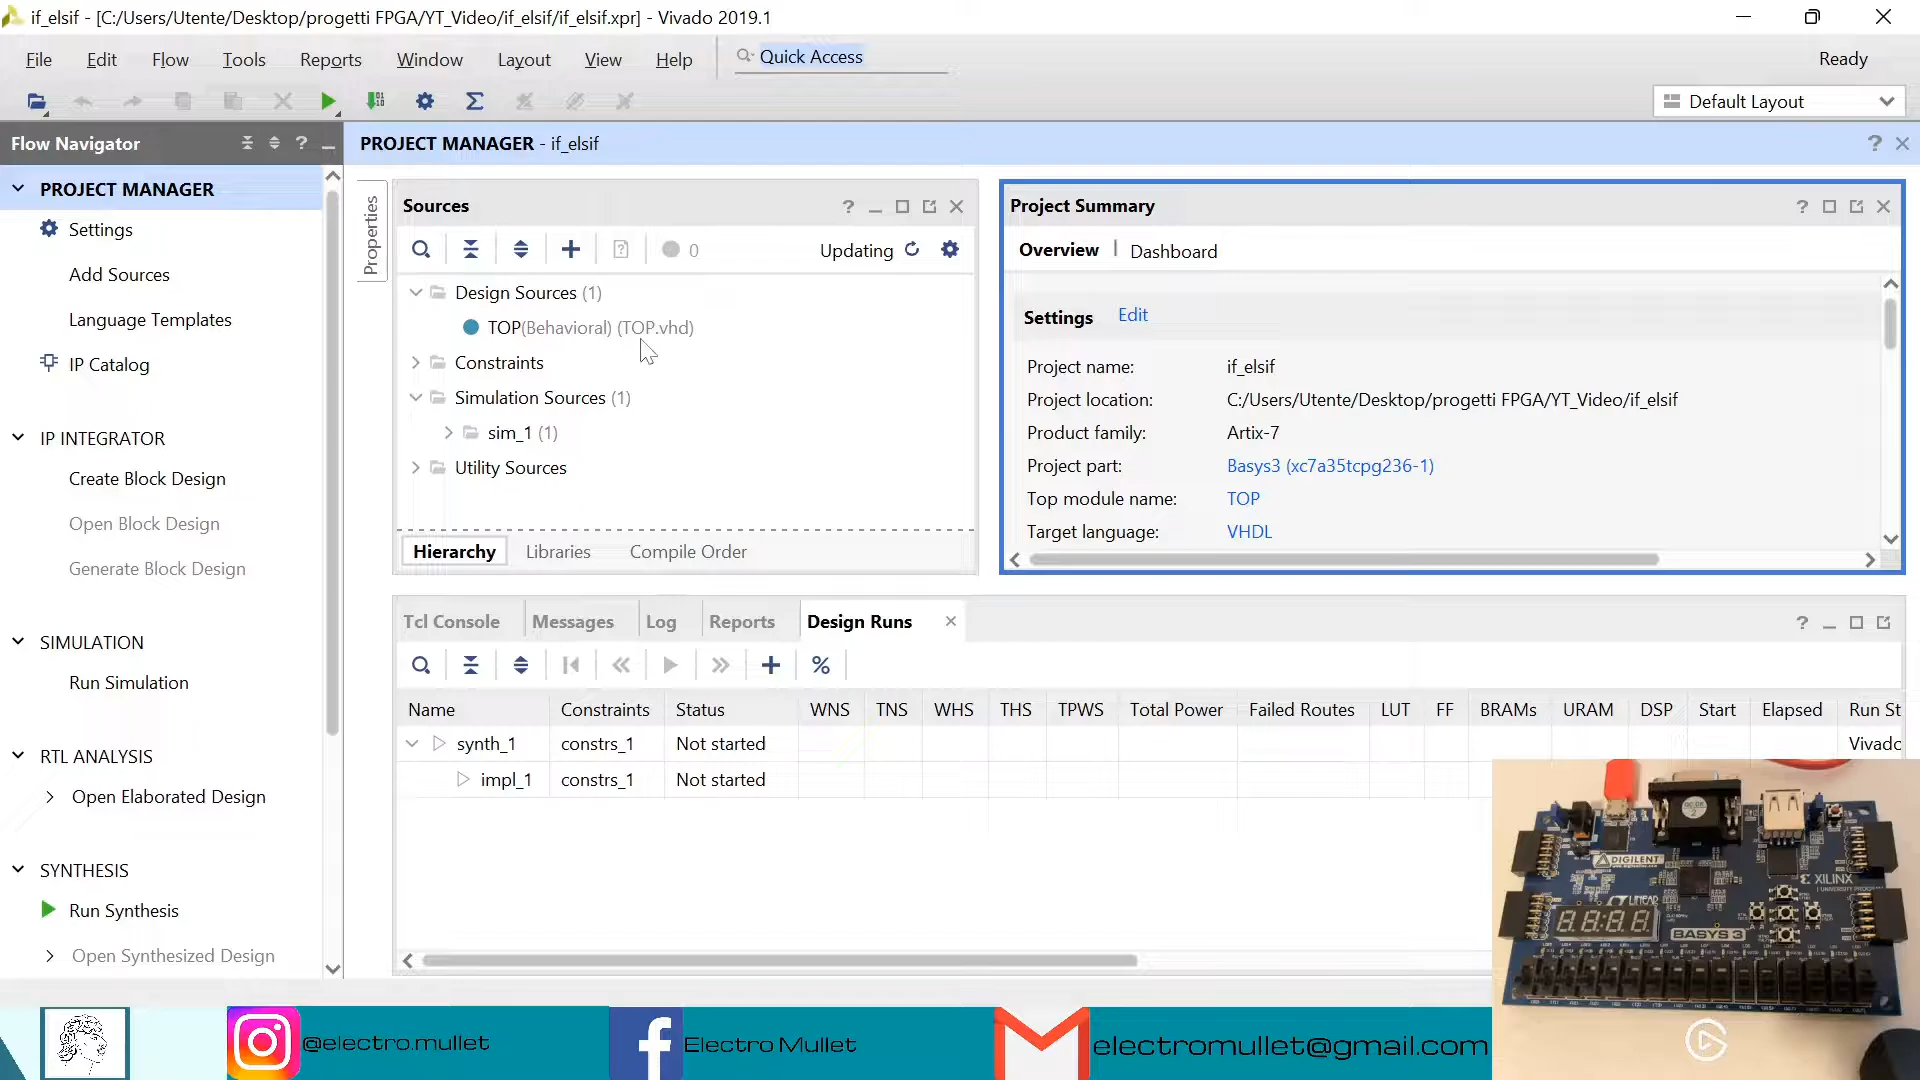 if_elsif - [C:/Users/Utente/Desktop/progetti FPGA/YT_Video/if_elsif/if_elsif.xpr] - Vivado 2019.1
File Edit Flow Tools Reports Window Layout View Help Quick Access Ready
Default Layout
Flow Navigator
PROJECT MANAGER
Settings
Add Sources
Language Templates
IP Catalog
IP INTEGRATOR
Create Block Design
Open Block Design
Generate Block Design
SIMULATION
Run Simulation
RTL ANALYSIS
Open Elaborated Design
SYNTHESIS
Run Synthesis
Open Synthesized Design
PROJECT MANAGER - if_elsif
Properties
Sources
0 Updating
Design Sources (1)
TOP(Behavioral) (TOP.vhd)
Constraints
Simulation Sources (1)
sim_1 (1)
Utility Sources
Hierarchy Libraries Compile Order
Project Summary
Overview | Dashboard
Settings Edit
Project name: if_elsif
Project location: C:/Users/Utente/Desktop/progetti FPGA/YT_Video/if_elsif
Product family: Artix-7
Project part: Basys3 (xc7a35tcpg236-1)
Top module name: TOP
Target language: VHDL
Tcl Console Messages Log Reports Design Runs
Name Constraints Status WNS TNS WHS THS TPWS Total Power Failed Routes LUT FF BRAMs URAM DSP Start Elapsed Run St
synth_1 constrs_1 Not started Vivado
impl_1 constrs_1 Not started
DIGILENT
XILINX
LINEAR
BASYS 3
@electro.mullet
Electro Mullet
electromullet@gmail.com